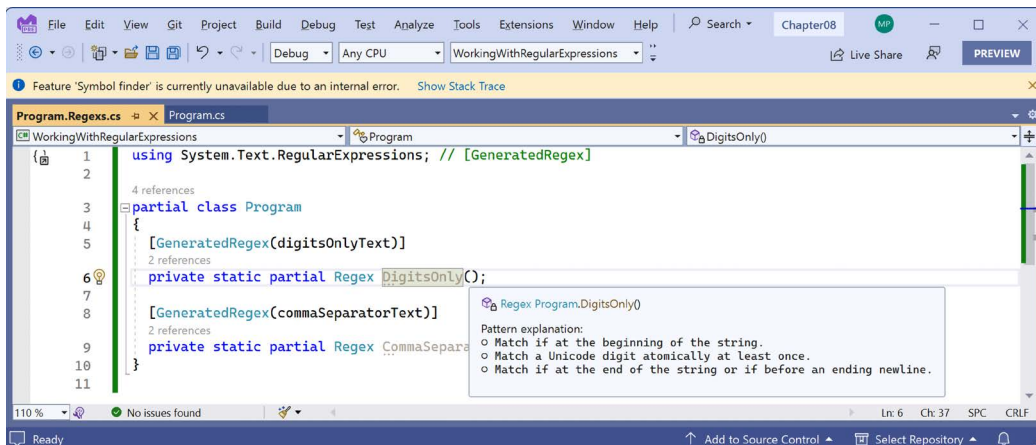 File Edit View Git Project Build Debug Test Analyze Tools Extensions Window Help Search Chapter08 MP
Debug Any CPU WorkingWithRegularExpressions Live Share PREVIEW
Feature 'Symbol finder' is currently unavailable due to an internal error. Show Stack Trace
Program.Regexs.cs Program.cs
WorkingWithRegularExpressions Program DigitsOnly()
1 using System.Text.RegularExpressions; // [GeneratedRegex]
2
4 references
3 partial class Program
4 {
5 [GeneratedRegex(digitsOnlyText)]
2 references
6 private static partial Regex DigitsOnly();
7
8 [GeneratedRegex(commaSeparatorText)]
2 references
9 private static partial Regex CommaSepara
10 }
11
Regex Program.DigitsOnly()
Pattern explanation:
○ Match if at the beginning of the string.
○ Match a Unicode digit atomically at least once.
○ Match if at the end of the string or if before an ending newline.
110 % No issues found Ln: 6 Ch: 37 SPC CRLF
Ready Add to Source Control Select Repository